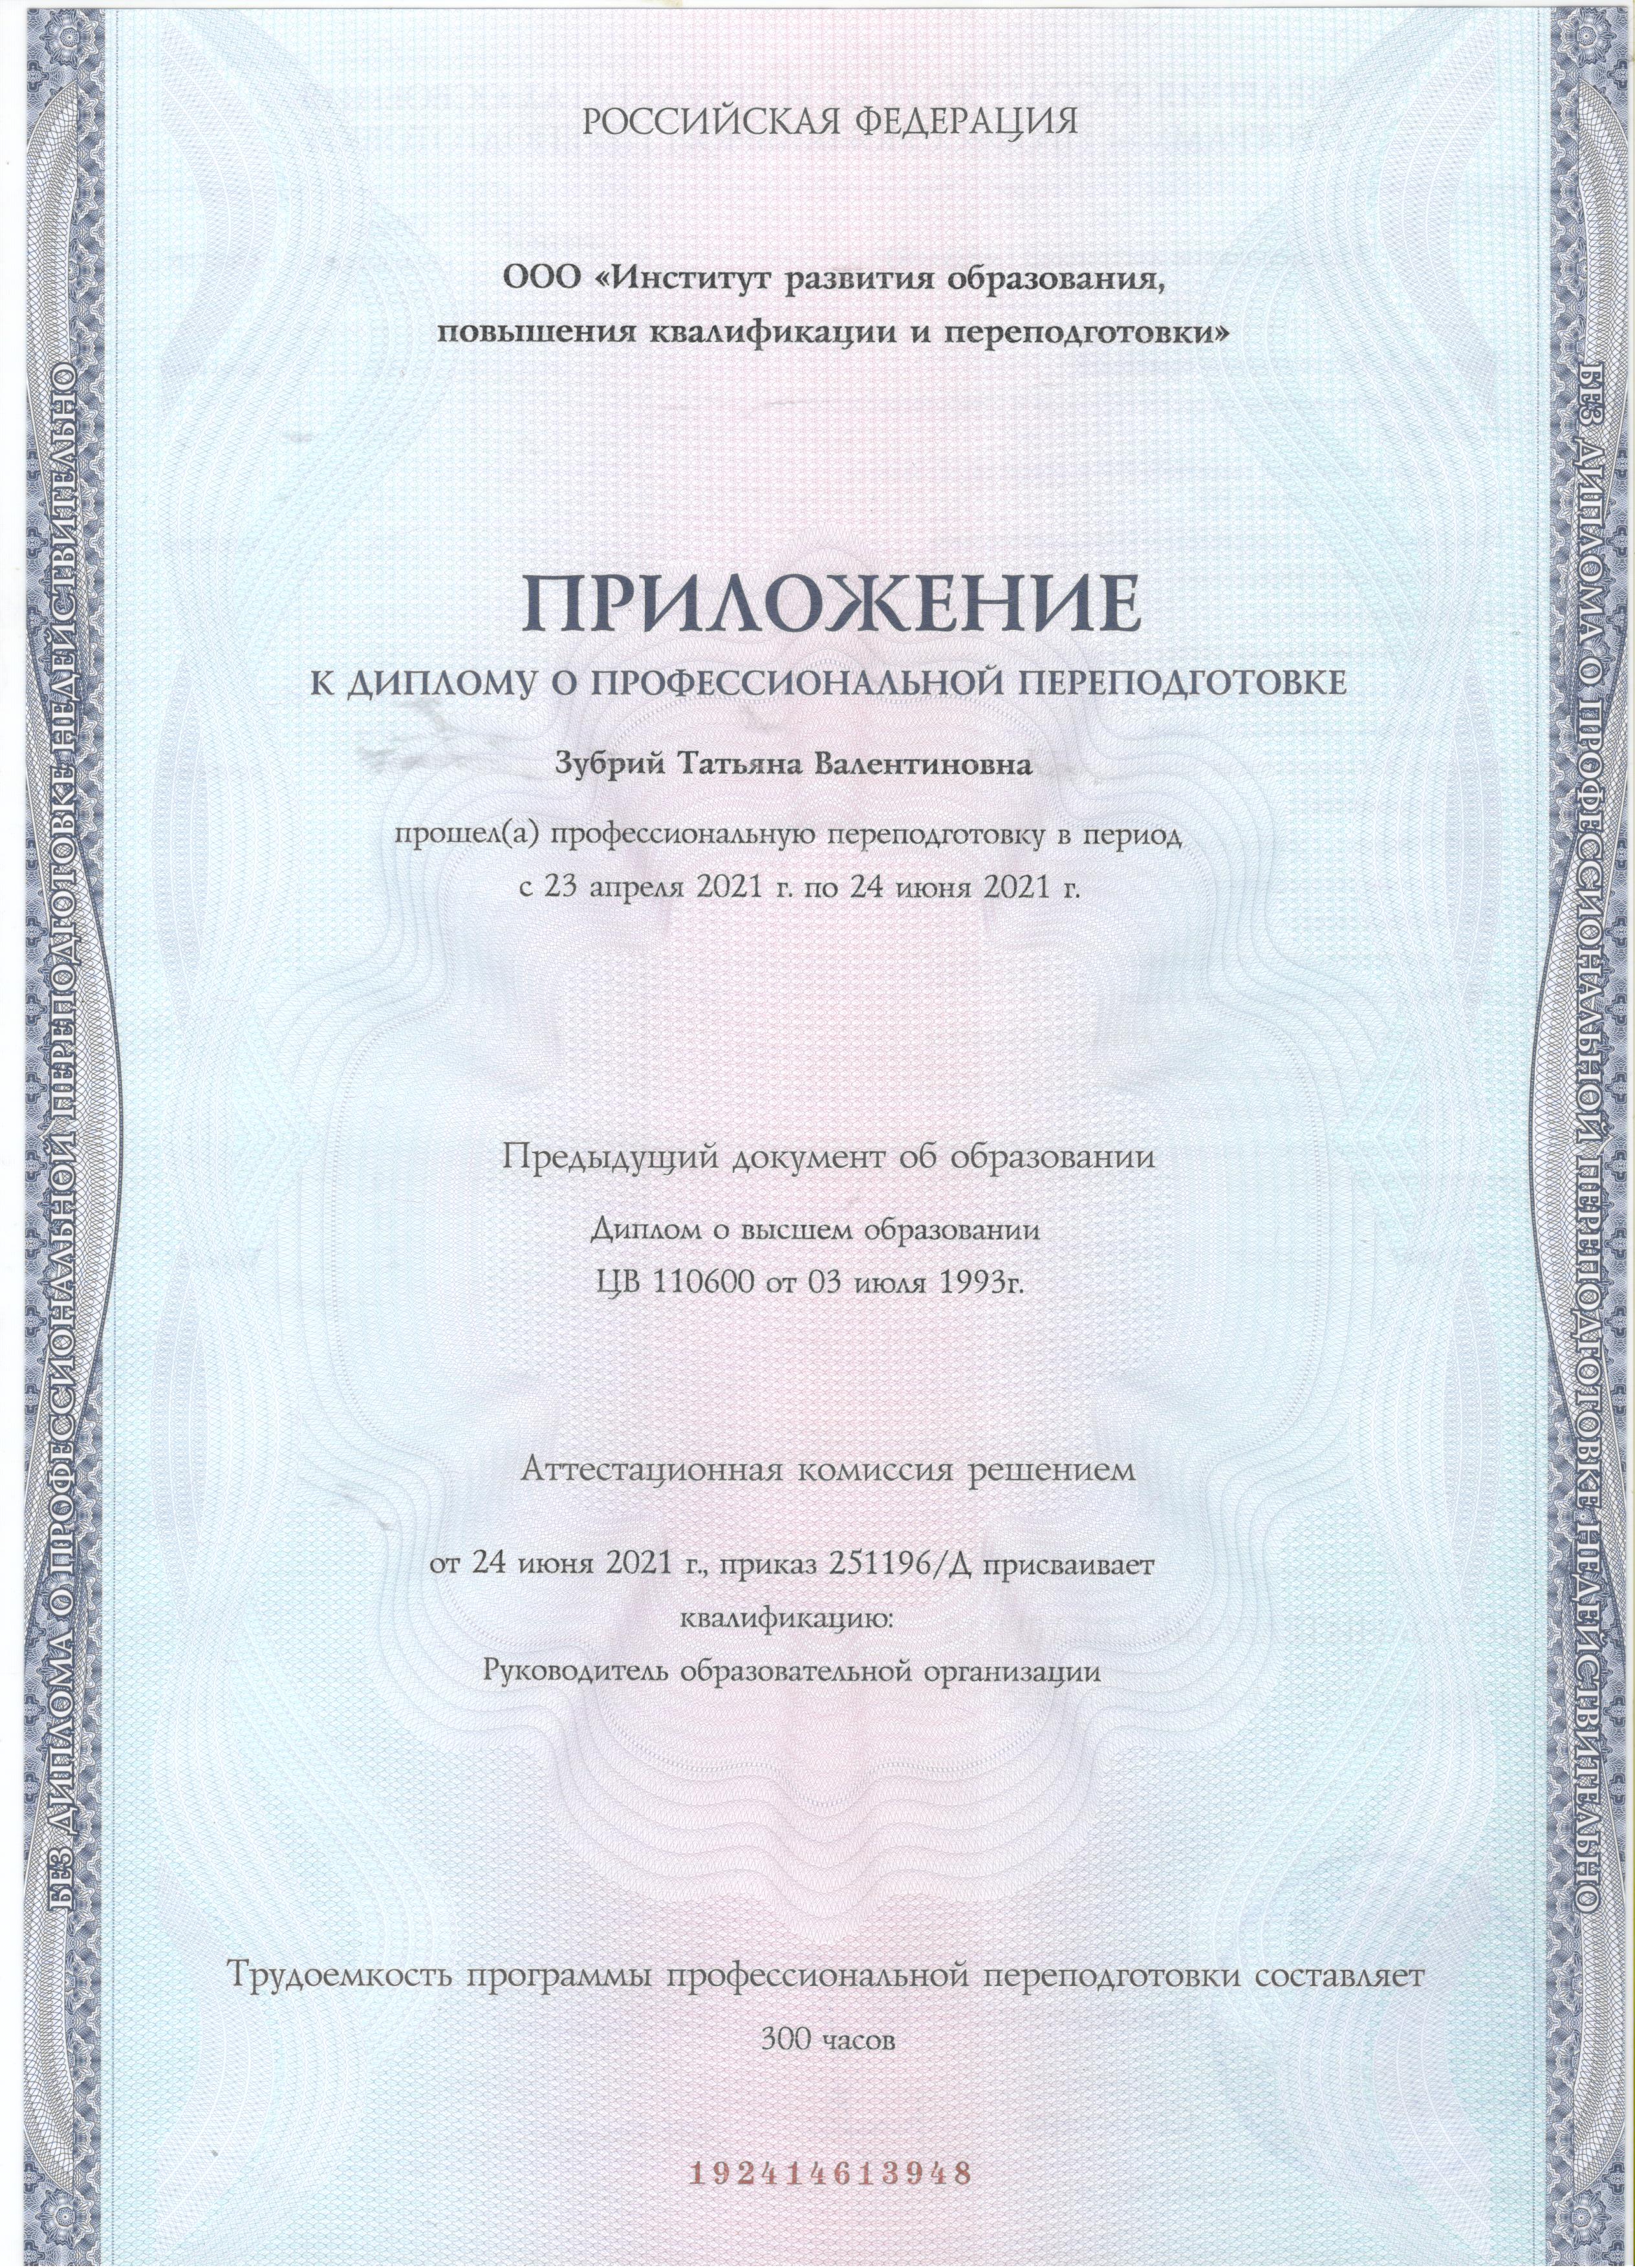 РОССИЙСКАЯ ФЕДЕРАЦИЯ
ООО «Институт развития образования,
повышения квалификации и переподготовки»
ПРИЛОЖЕНИЕ
К ДИПЛОМУ О ПРОФЕССИОНАЛЬНОЙ ПЕРЕПОДГОТОВКЕ
Зубрий Татьяна Валентиновна
прошел(а) профессиональную переподготовку в период
с 23 апреля 2021 г. по 24 июня 2021 г.
Предыдущий документ об образовании
Диплом о высшем образовании
ЦВ 110600 от 03 июля 1993г.
Аттестационная комиссия решением
от 24 июня 2021 г., приказ 251196/Д присваивает
квалификацию:
Руководитель образовательной организации
Трудоемкость программы профессиональной переподготовки составляет
300 часов
192414613948
БЕЗ ДИПЛОМА О ПРОФЕССИОНАЛЬНОЙ ПЕРЕПОДГОТОВКЕ НЕДЕЙСТВИТЕЛЬНО
БЕЗ ДИПЛОМА О ПРОФЕССИОНАЛЬНОЙ ПЕРЕПОДГОТОВКЕ НЕДЕЙСТВИТЕЛЬНО